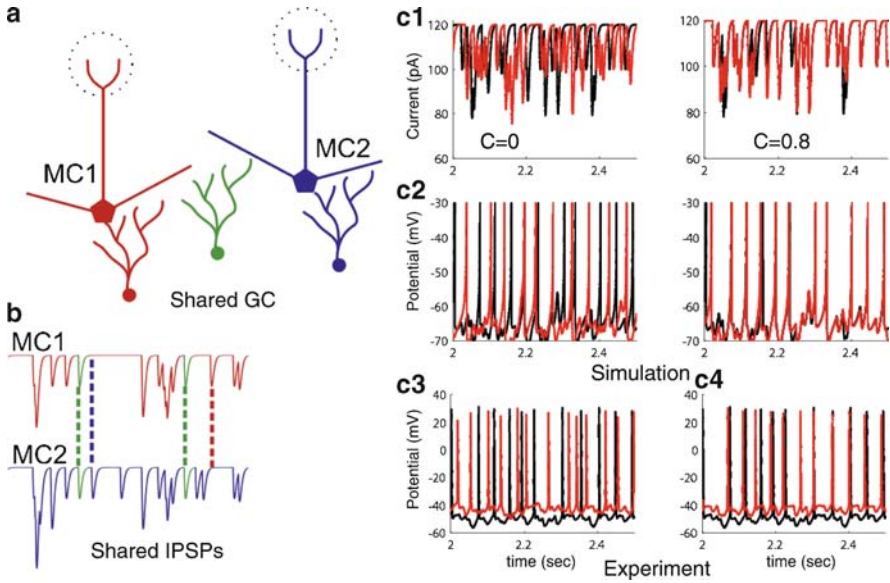 a
MC1
MC2
Shared GC
b
MC1
MC2
Shared IPSPs
c1
Current (pA)
120
100
80
60
C=0
2
2.2
2.4
120
100
80
60
C=0.8
2
2.2
2.4
c2
Potential (mV)
-30
-40
-50
-60
-70
2
2.2
2.4
-30
-40
-50
-60
-70
2
2.2
2.4
Simulation
c3
Potential (mV)
40
20
0
-20
-40
-60
2
2.2
2.4
time (sec)
c4
40
20
0
-20
-40
-60
2
2.2
2.4
time (sec)
Experiment